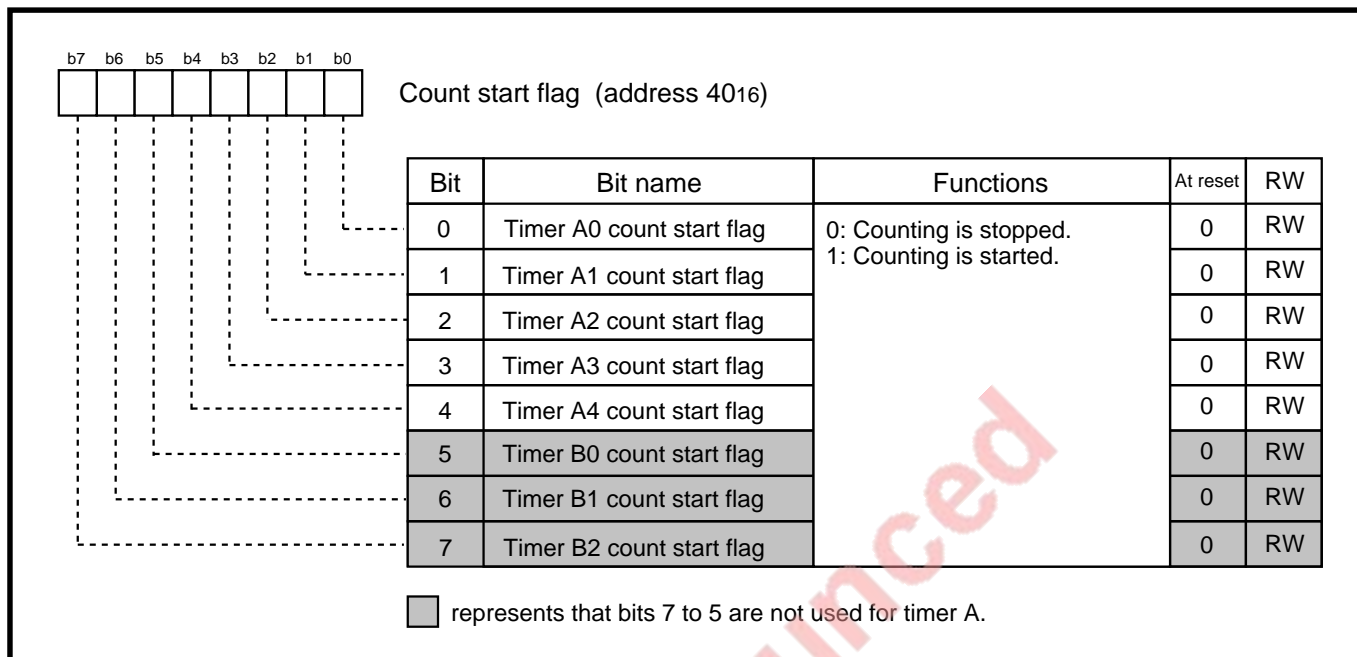 b7 b6 b5 b4 b3 b2 b1 b0
Count start flag (address 4016)
Bit Bit name Functions At reset RW
0 Timer A0 count start flag 0: Counting is stopped. 0 RW
1: Counting is started.
1 Timer A1 count start flag 0 RW
2 Timer A2 count start flag 0 RW
3 Timer A3 count start flag 0 RW
4 Timer A4 count start flag 0 RW
5 Timer B0 count start flag 0 RW
6 Timer B1 count start flag 0 RW
7 Timer B2 count start flag 0 RW
represents that bits 7 to 5 are not used for timer A.
unced